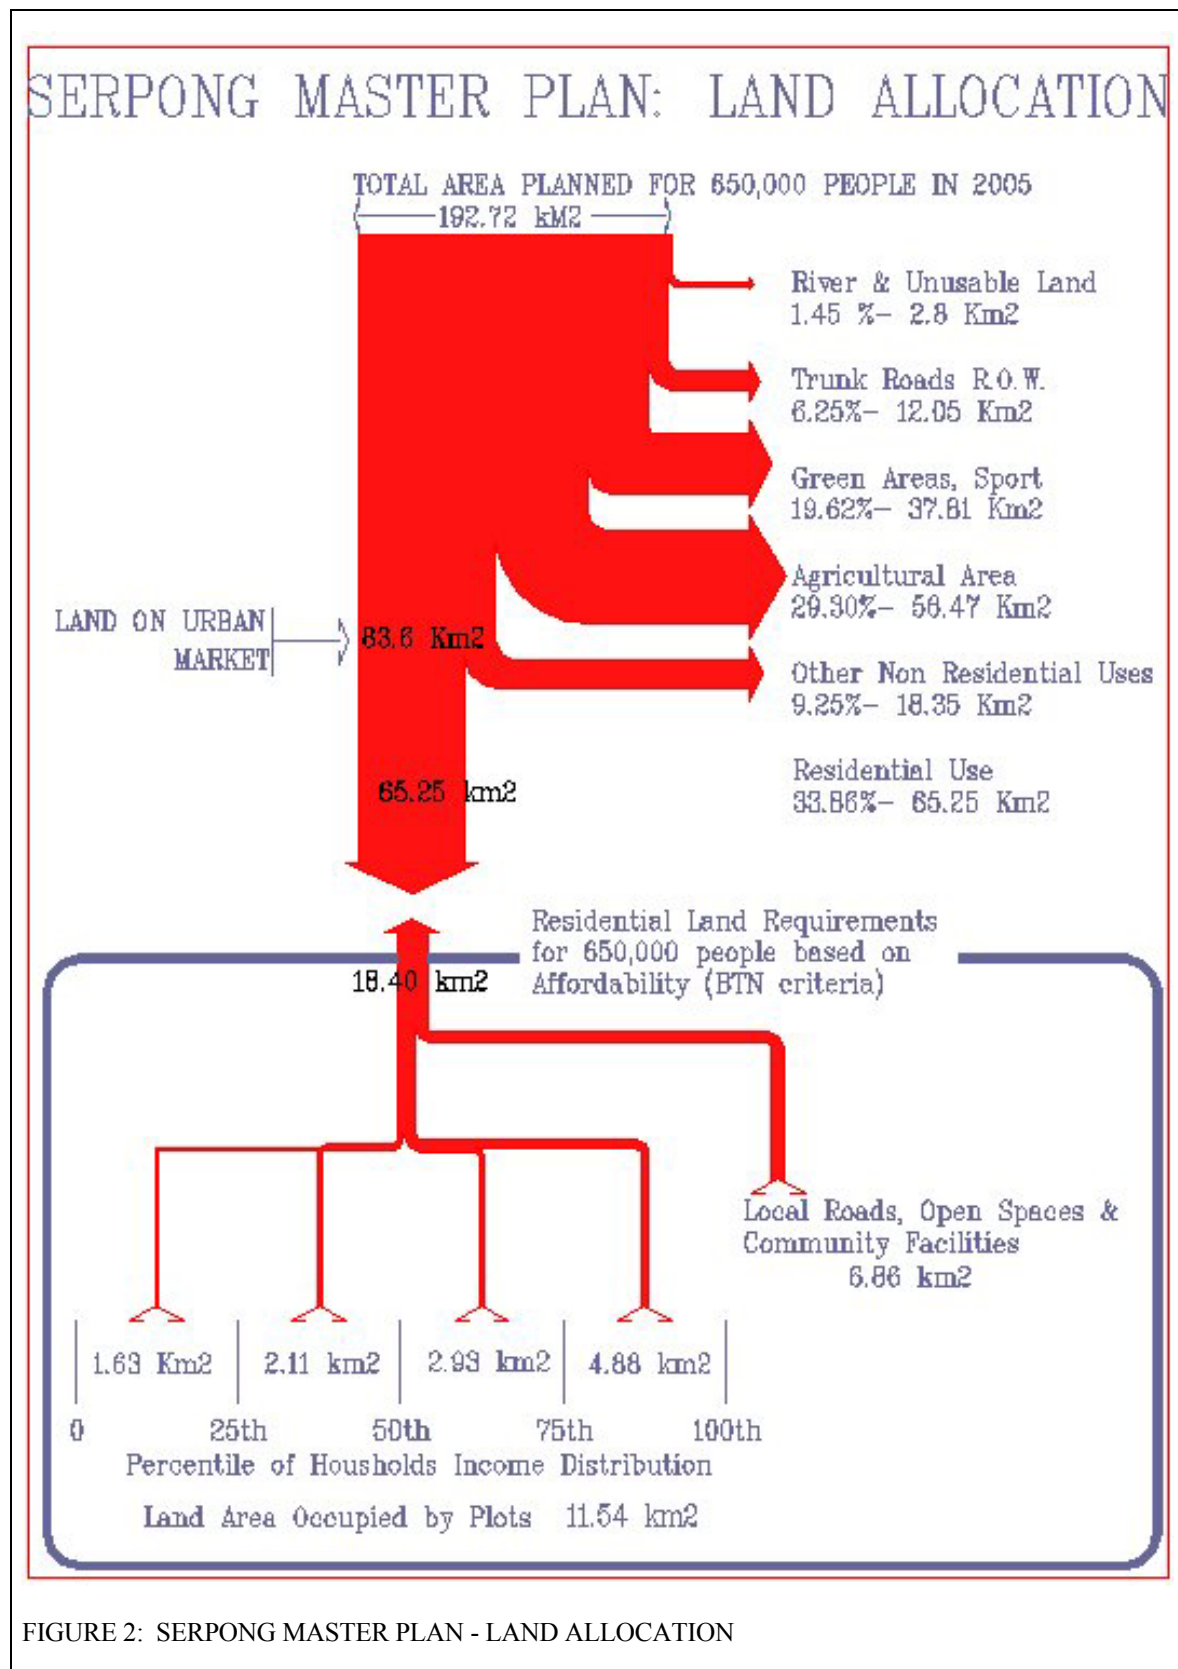 SERPONG MASTER PLAN: LAND ALLOCATION
TOTAL AREA PLANNED FOR 650,000 PEOPLE IN 2005
192.72 kM2
River & Unusable Land
1.45 %- 2.8 Km2
Trunk Roads R.O.W.
6.25%- 12.05 Km2
Green Areas, Sport
19.62%- 37.81 Km2
Agricultural Area
29.30%- 56.47 Km2
LAND ON URBAN
MARKET
83.6 Km2
Other Non Residential Uses
9.25%- 18.35 Km2
Residential Use
33.86%- 65.25 Km2
65.25 km2
Residential Land Requirements
for 650,000 people based on
Affordability (BTN criteria)
18.40 km2
Local Roads, Open Spaces &
Community Facilities
6.86 km2
1.63 Km2 2.11 km2 2.93 km2 4.88 km2
0 25th 50th 75th 100th
Percentile of Housholds Income Distribution
Land Area Occupied by Plots 11.54 km2
FIGURE 2: SERPONG MASTER PLAN - LAND ALLOCATION